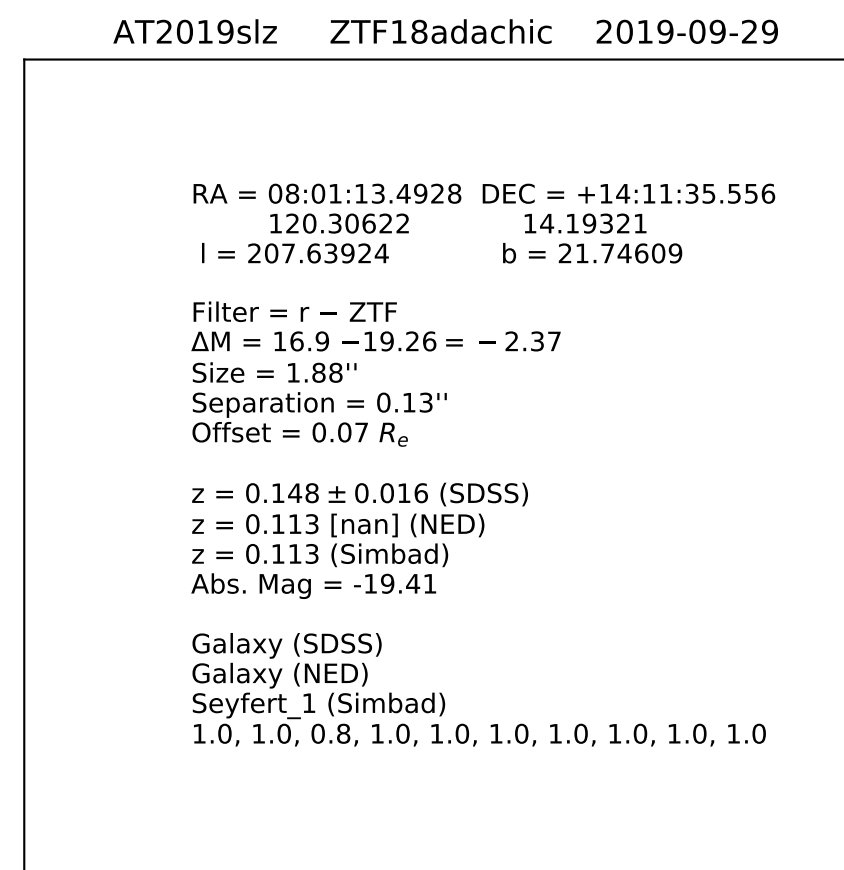 AT2019slz ZTF18adachic 2019-09-29
RA = 08:01:13.4928 DEC = +14:11:35.556
120.30622 14.19321
l = 207.63924 b = 21.74609
Filter = r − ZTF
ΔM = 16.9 −19.26 = − 2.37
Size = 1.88''
Separation = 0.13''
Offset = 0.07 Rₑ
z = 0.148 ± 0.016 (SDSS)
z = 0.113 [nan] (NED)
z = 0.113 (Simbad)
Abs. Mag = -19.41
Galaxy (SDSS)
Galaxy (NED)
Seyfert_1 (Simbad)
1.0, 1.0, 0.8, 1.0, 1.0, 1.0, 1.0, 1.0, 1.0, 1.0